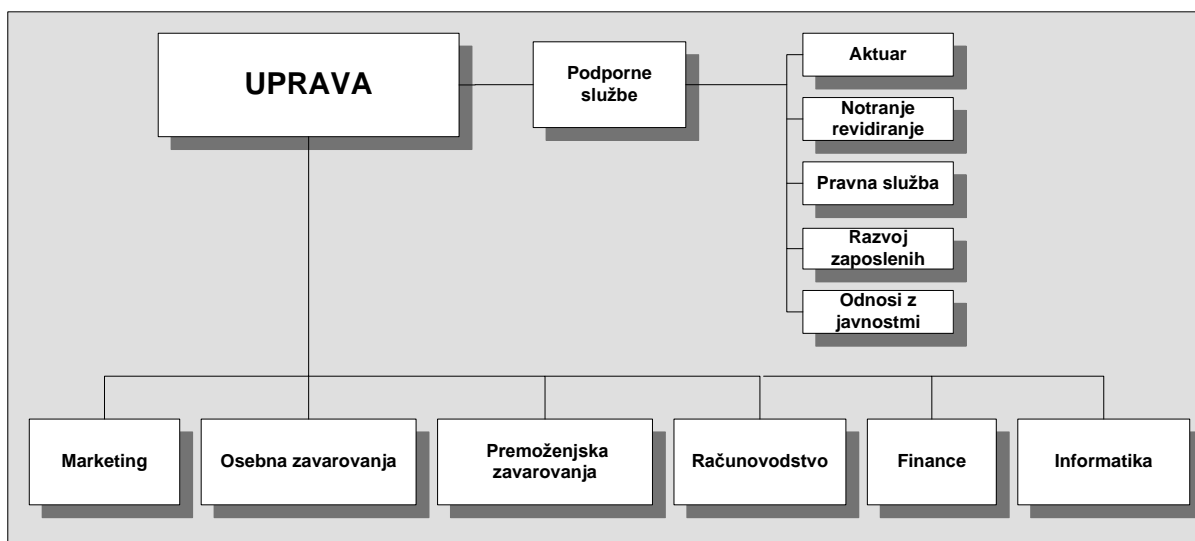 UPRAVA
Podporne
službe
Aktuar
Notranje
revidiranje
Pravna služba
Razvoj
zaposlenih
Odnosi z
javnostmi
Marketing
Osebna zavarovanja
Premoženjska
zavarovanja
Računovodstvo
Finance
Informatika